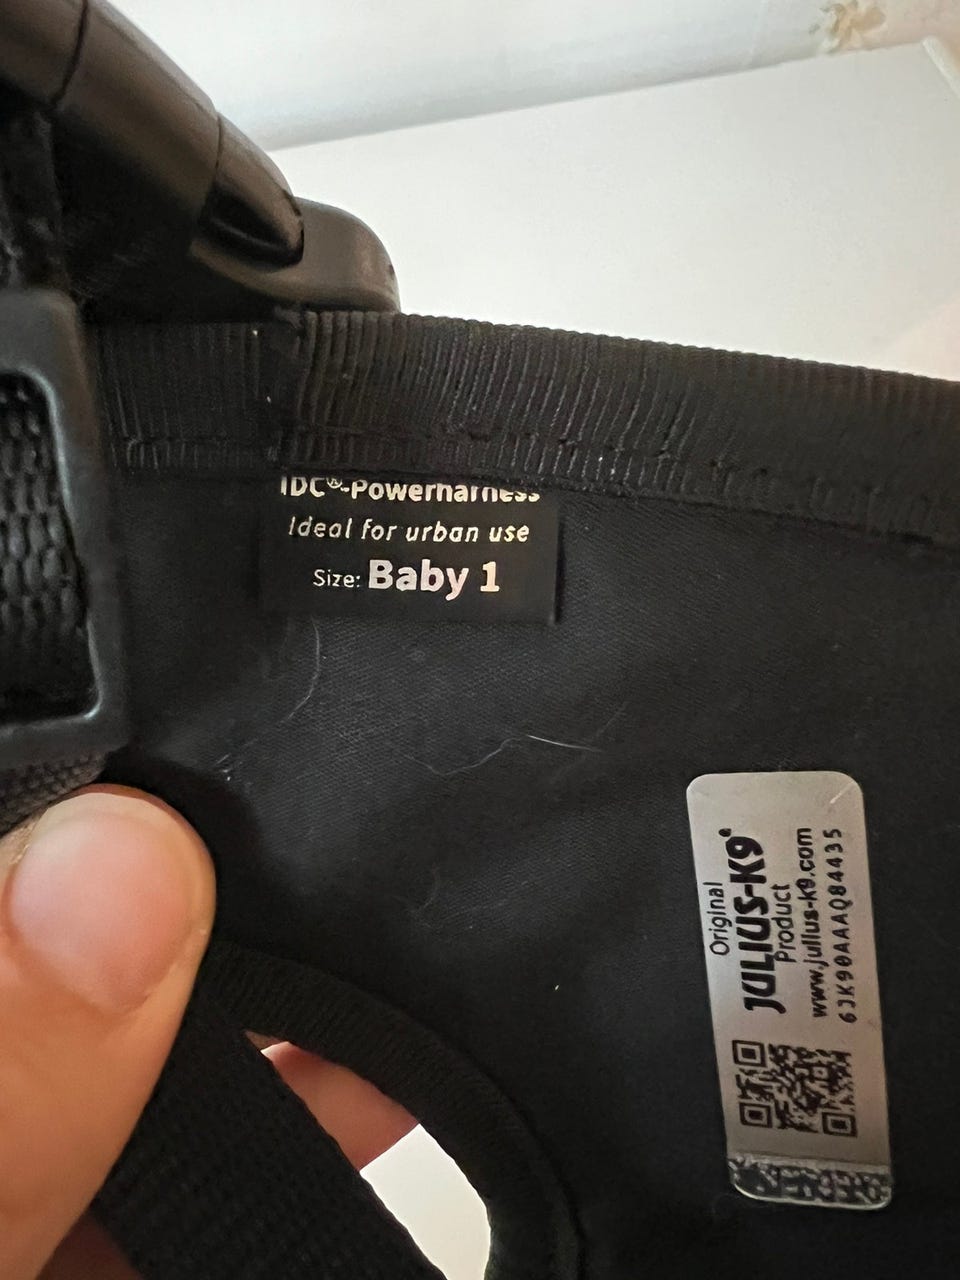 IDC®-Powerharness
Ideal for urban use
Size: Baby 1
Original
JULIUS-K9®
Product
www.julius-k9.com
6JK90AAAQ84435